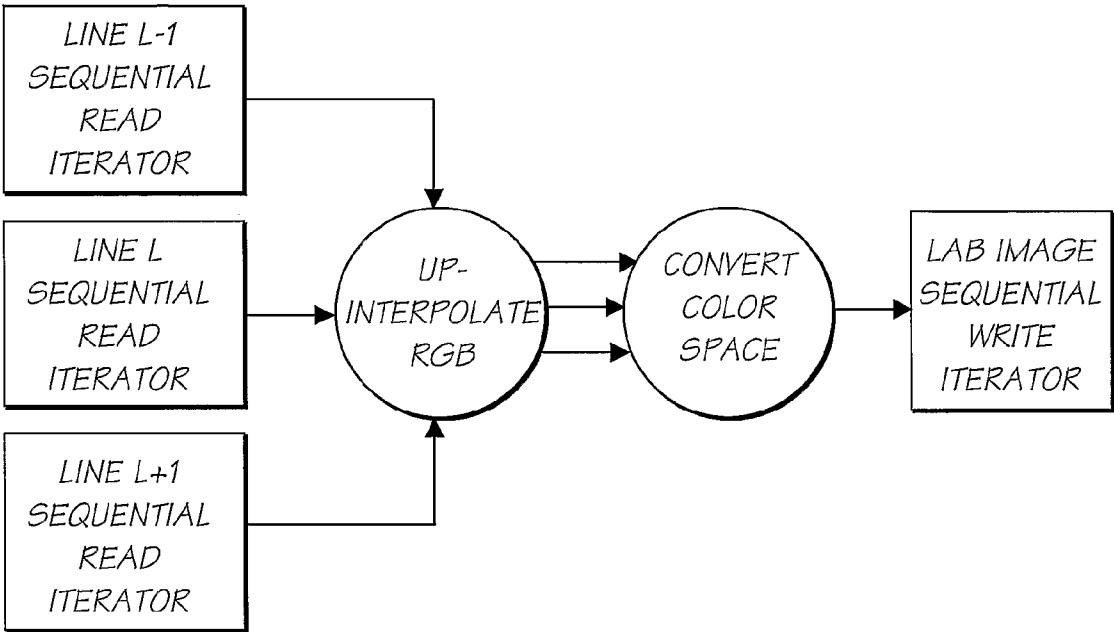 LINE L-1
SEQUENTIAL
READ
ITERATOR
LINE L
SEQUENTIAL
READ
ITERATOR
LINE L+1
SEQUENTIAL
READ
ITERATOR
UP-
INTERPOLATE
RGB
CONVERT
COLOR
SPACE
LAB IMAGE
SEQUENTIAL
WRITE
ITERATOR